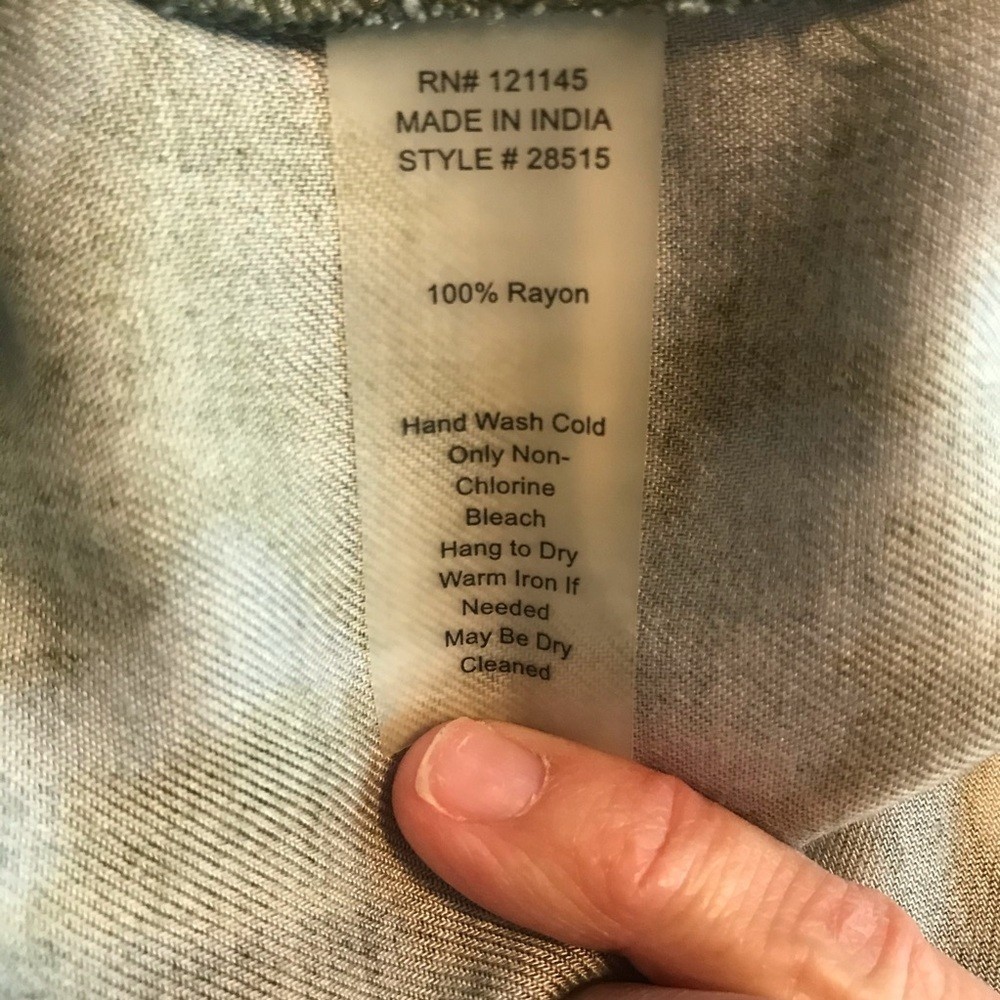 RN# 121145
MADE IN INDIA
STYLE # 28515
100% Rayon
Hand Wash Cold
Only Non-
Chlorine
Bleach
Hang to Dry
Warm Iron If
Needed
May Be Dry
Cleaned